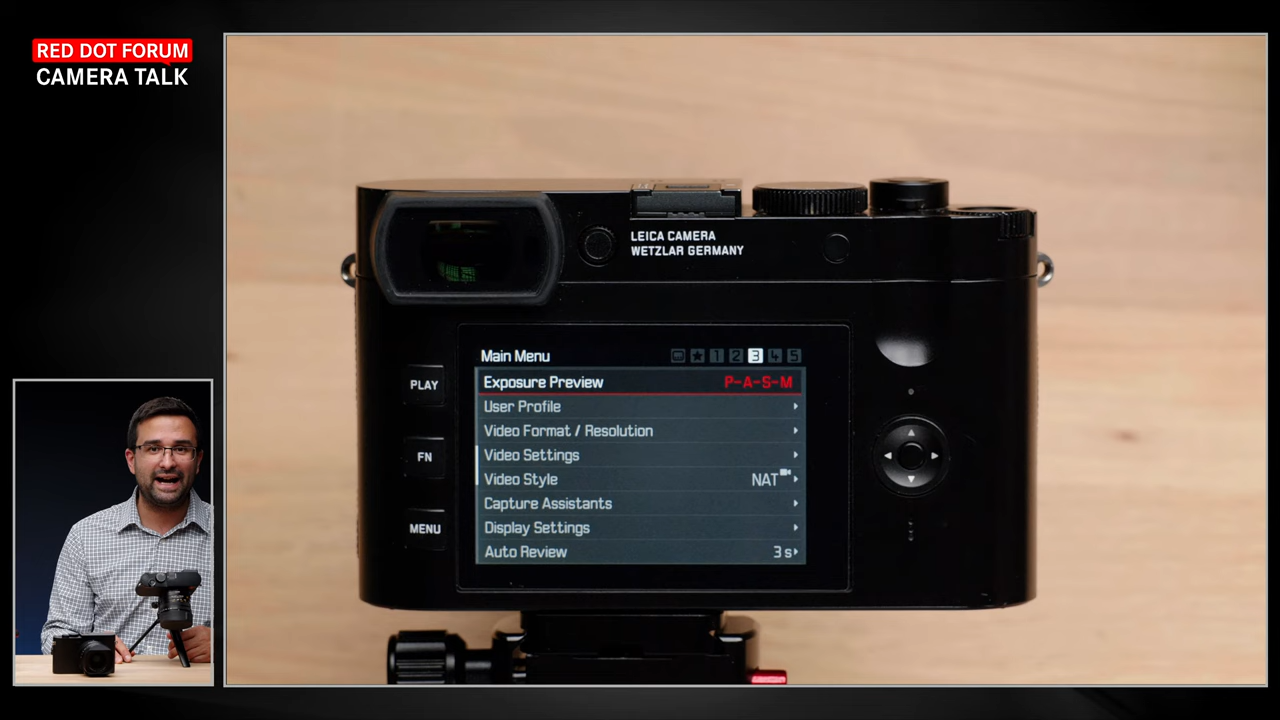 RED DOT FORUM
CAMERA TALK
LEICA CAMERA
WETZLAR GERMANY
Main Menu 1 2 3 4 5
PLAY
FN
MENU
Exposure Preview P-A-S-M
User Profile
Video Format / Resolution
Video Settings
Video Style NAT
Capture Assistants
Display Settings
Auto Review 3 s